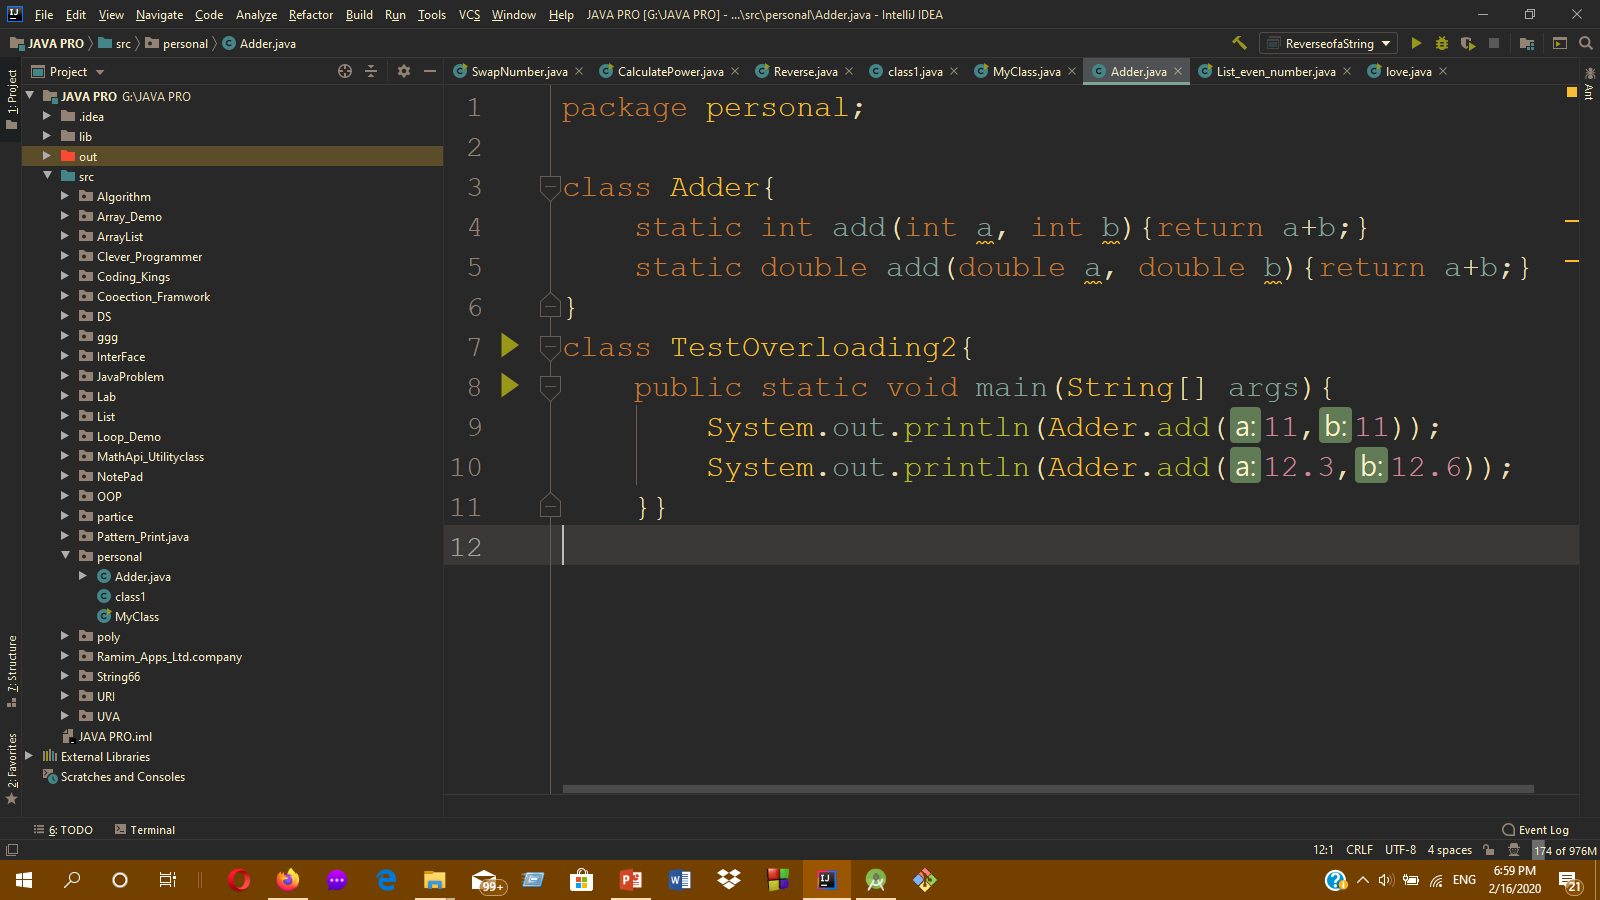 File Edit View Navigate Code Analyze Refactor Build Run Tools VCS Window Help JAVA PRO [G:\JAVA PRO] - ...\src\personal\Adder.java - IntelliJ IDEA
JAVA PRO src personal Adder.java ReverseofaString
Project
SwapNumber.java CalculatePower.java Reverse.java class1.java MyClass.java Adder.java List_even_number.java love.java
1: Project
7: Structure
2: Favorites
Ant
JAVA PRO G:\JAVA PRO
.idea
lib
out
src
Algorithm
Array_Demo
ArrayList
Clever_Programmer
Coding_Kings
Cooection_Framwork
DS
ggg
InterFace
JavaProblem
Lab
List
Loop_Demo
MathApi_Utilityclass
NotePad
OOP
partice
Pattern_Print.java
personal
Adder.java
class1
MyClass
poly
Ramim_Apps_Ltd.company
String66
URI
UVA
JAVA PRO.iml
External Libraries
Scratches and Consoles
1 package personal;
2
3 class Adder{
4 static int add(int a, int b){return a+b;}
5 static double add(double a, double b){return a+b;}
6 }
7 class TestOverloading2{
8 public static void main(String[] args){
9 System.out.println(Adder.add(a: 11,b: 11));
10 System.out.println(Adder.add(a: 12.3,b: 12.6));
11 }}
12
6: TODO Terminal Event Log
12:1 CRLF UTF-8 4 spaces 174 of 976M
99+ ENG 6:59 PM
2/16/2020 21